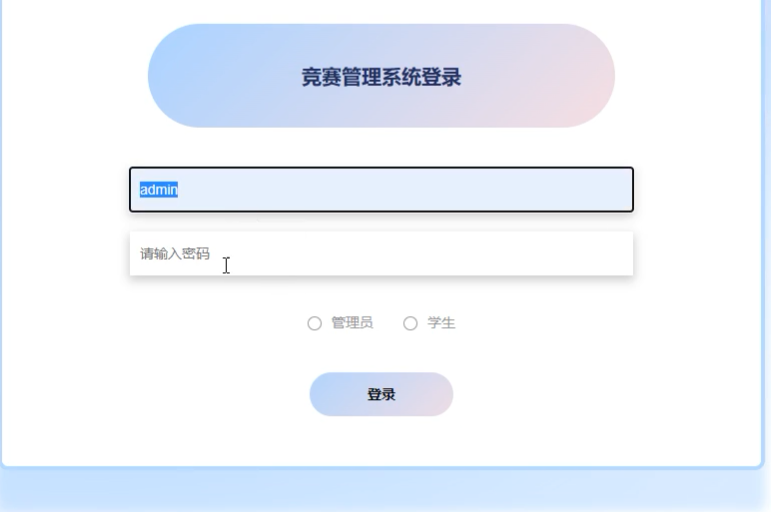 竞赛管理系统登录
admin
请输入密码
管理员 学生
登录